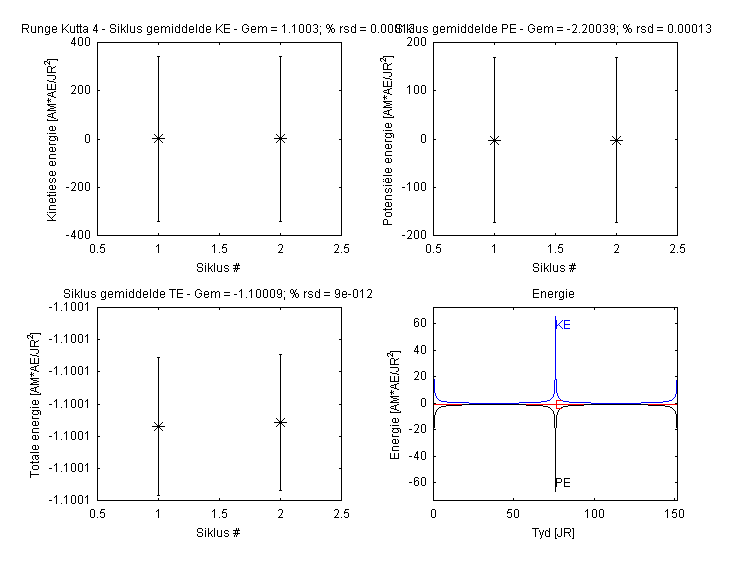 Runge Kutta 4 - Siklus gemiddelde KE - Gem = 1.1003; % rsd = 0.00013
Siklus gemiddelde PE - Gem = -2.20039; % rsd = 0.00013
400
200
0
-200
-400
Kinetiese energie [AM*AE/JR²]
0.5 1 1.5 2 2.5
Siklus #
200
100
0
-100
-200
Potensiële energie [AM*AE/JR²]
0.5 1 1.5 2 2.5
Siklus #
Siklus gemiddelde TE - Gem = -1.10009; % rsd = 9e-012
-1.1001
-1.1001
-1.1001
-1.1001
-1.1001
-1.1001
-1.1001
Totale energie [AM*AE/JR²]
0.5 1 1.5 2 2.5
Siklus #
Energie
60
40
20
0
-20
-40
-60
Energie [AM*AE/JR²]
KE
PE
0 50 100 150
Tyd [JR]